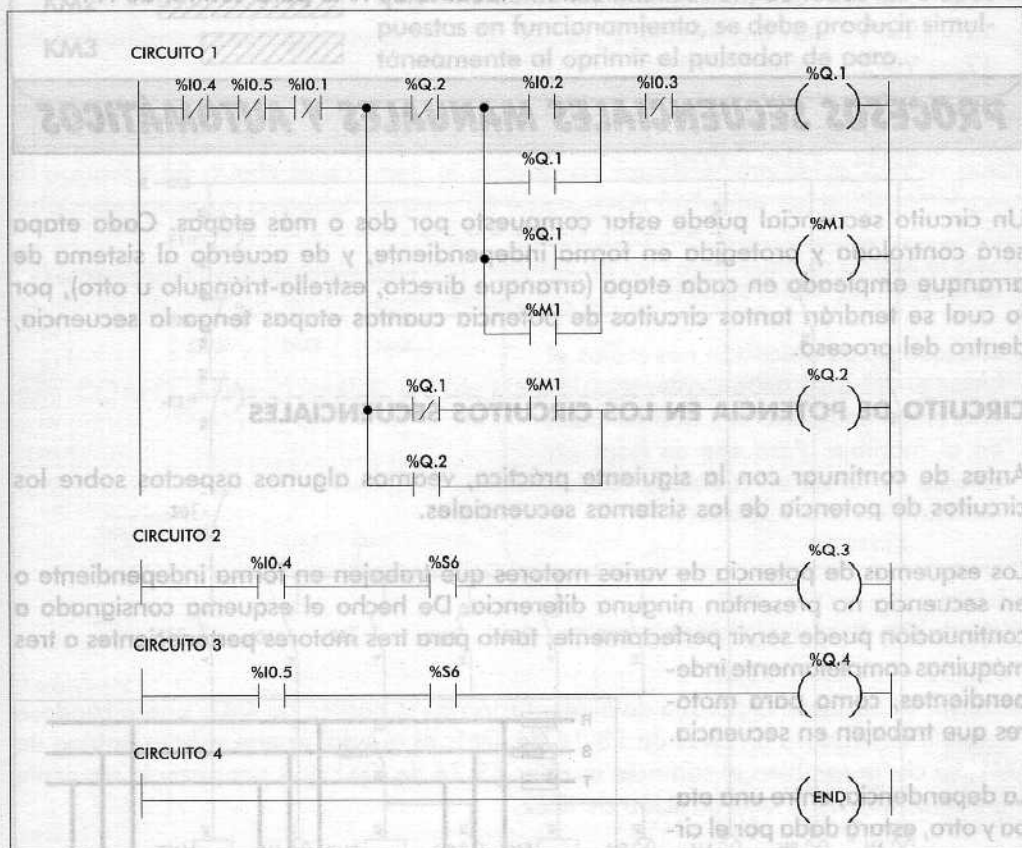 KM2
KM3
puestas en funcionamiento, se debe producir simul-
táneamente al oprimir el pulsador de paro.
CIRCUITO 1
%I0.4 %I0.5 %I0.1 %Q.2 %I0.2 %I0.3 %Q.1
PROCESOS SECUENCIALES MANUALES Y AUTOMÁTICOS
%Q.1
Un circuito secuencial puede estar compuesto por dos o más etapas. Cada etapa
%Q.1 %M1
será controlada y protegida en forma independiente, y de acuerdo al sistema de
arranque empleado en cada etapa (arranque directo, estrella-triángulo u otro), por
%M1
lo cual se tendrán tantos circuitos de potencia cuantas etapas tenga la secuencia,
dentro del proceso.
%Q.1 %M1 %Q.2
CIRCUITO DE POTENCIA EN LOS CIRCUITOS SECUENCIALES
%Q.2
Antes de continuar con la siguiente práctica, veamos algunos aspectos sobre los
circuitos de potencia de los sistemas secuenciales.
CIRCUITO 2
%I0.4 %S6 %Q.3
Los esquemas de potencia de varios motores que trabajen en forma independiente o
en secuencia no presentan ninguna diferencia. De hecho el esquema consignado a
continuación puede servir perfectamente, tanto para tres motores pertenecientes a tres
CIRCUITO 3
%I0.5 %S6 %Q.4
máquinas completamente inde-
pendientes, como para moto-
res que trabajen en secuencia.
R
S
T
CIRCUITO 4
END
La dependencia entre una eta-
pa y otra, estará dada por el cir-